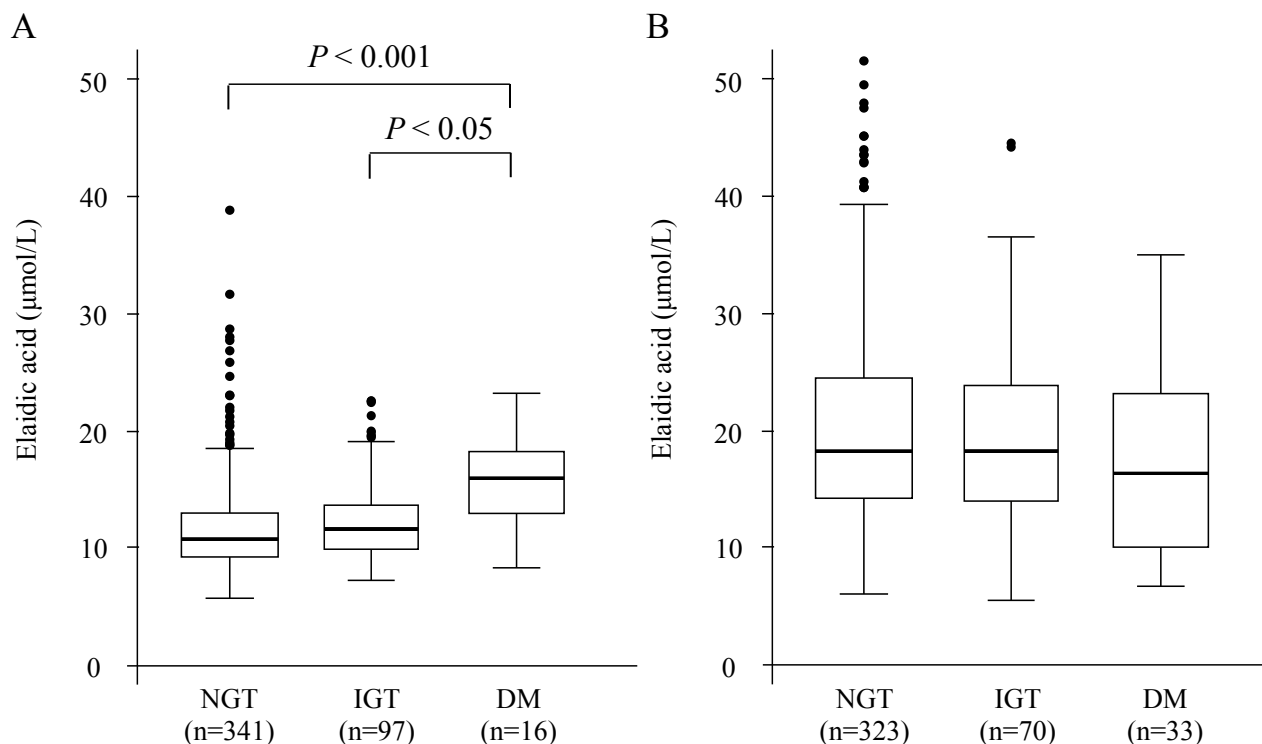 A
P < 0.001
P < 0.05
50
40
30
20
10
0
Elaidic acid (μmol/L)
NGT
(n=341)
IGT
(n=97)
DM
(n=16)
B
50
40
30
20
10
0
Elaidic acid (μmol/L)
NGT
(n=323)
IGT
(n=70)
DM
(n=33)